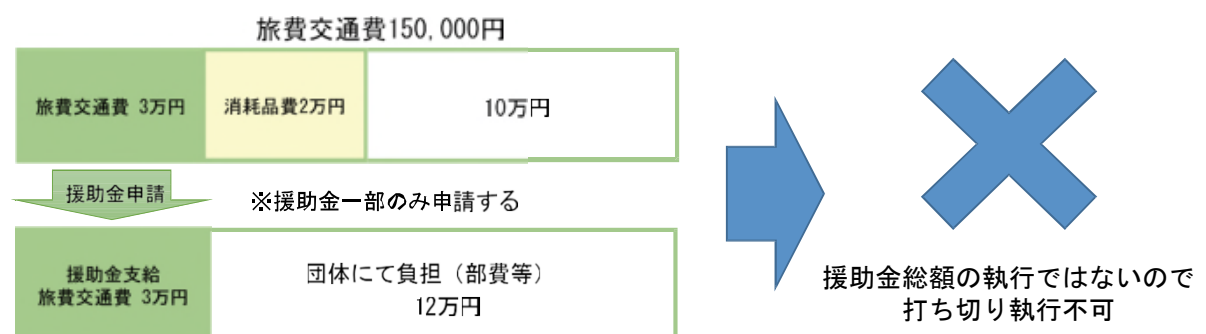 旅費交通費150,000円
旅費交通費 3万円
消耗品費2万円
10万円
援助金申請
※援助金一部のみ申請する
援助金支給
旅費交通費 3万円
団体にて負担（部費等）
12万円
援助金総額の執行ではないので
打ち切り執行不可